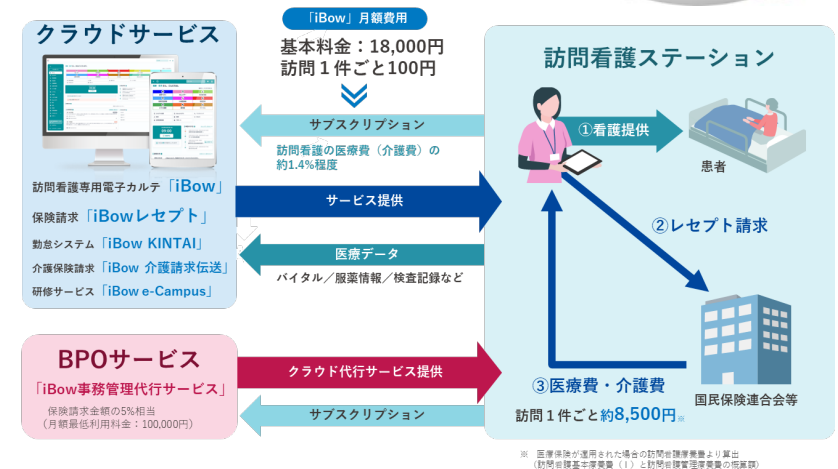 「iBow」月額費用
基本料金：18,000円
訪問１件ごと100円
クラウドサービス
訪問看護専用電子カルテ「iBow」
保険請求「iBowレセプト」
勤怠システム「iBow KINTAI」
介護保険請求「iBow 介護請求伝送」
研修サービス「iBow e-Campus」
サブスクリプション
訪問看護の医療費（介護費）の
約1.4%程度
サービス提供
医療データ
バイタル／服薬情報／検査記録など
BPOサービス
「iBow事務管理代行サービス」
保険請求金額の5%相当
（月額最低利用料金：100,000円）
クラウド代行サービス提供
サブスクリプション
訪問看護ステーション
①看護提供
患者
②レセプト請求
③医療費・介護費
訪問１件ごと約8,500円※
国民保険連合会等
※　医療保険が適用された場合の訪問看護療養費より算出
（訪問看護基本療養費（Ⅰ）と訪問看護管理療養費の概算額）